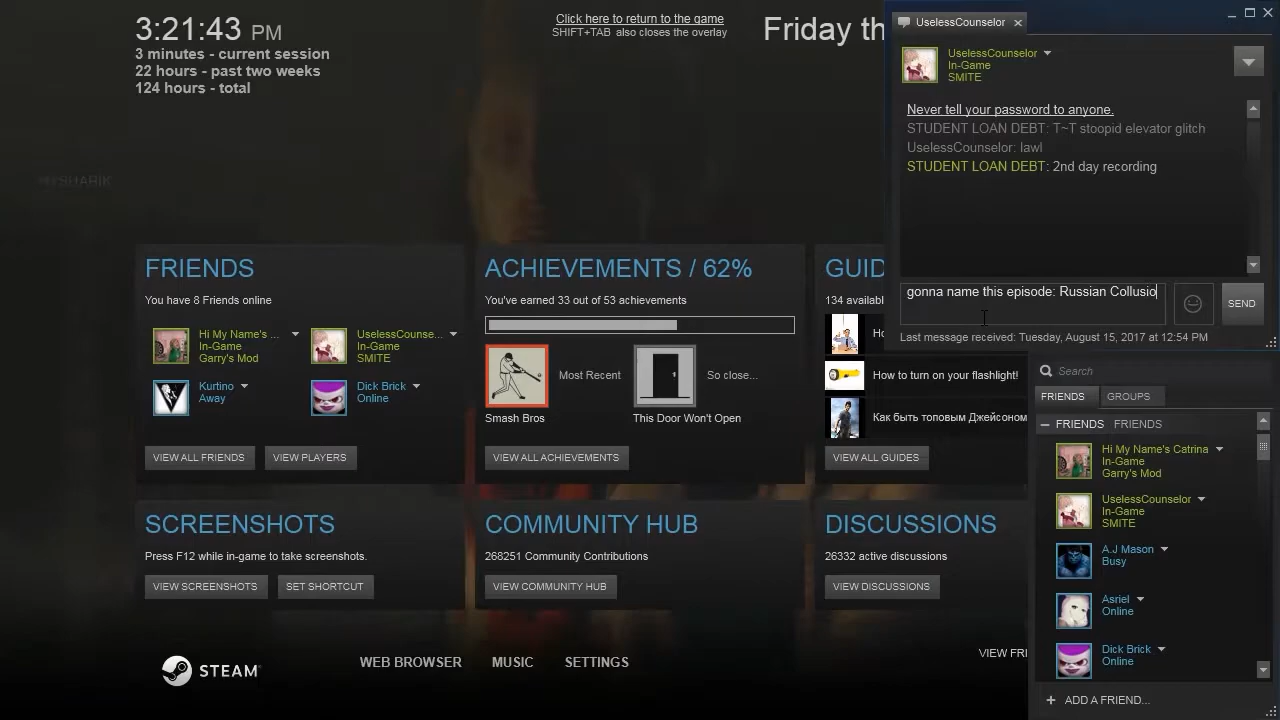 3:21:43 PM
3 minutes - current session
22 hours - past two weeks
124 hours - total
Click here to return to the game
SHIFT+TAB also closes the overlay
Friday th
FRIENDS
You have 8 Friends online
Hi My Name's ...
In-Game
Garry's Mod
UselessCounse...
In-Game
SMITE
Kurtino
Away
Dick Brick
Online
VIEW ALL FRIENDS
VIEW PLAYERS
ACHIEVEMENTS / 62%
You've earned 33 out of 53 achievements
Most Recent
So close...
Smash Bros
This Door Won't Open
VIEW ALL ACHIEVEMENTS
GUID
134 availabl
Ho
How to turn on your flashlight!
Как быть топовым Джейсоном
VIEW ALL GUIDES
SCREENSHOTS
Press F12 while in-game to take screenshots.
VIEW SCREENSHOTS
SET SHORTCUT
COMMUNITY HUB
268251 Community Contributions
VIEW COMMUNITY HUB
DISCUSSIONS
26332 active discussions
VIEW DISCUSSIONS
STEAM
WEB BROWSER
MUSIC
SETTINGS
VIEW FRI
UselessCounselor
UselessCounselor
In-Game
SMITE
Never tell your password to anyone.
STUDENT LOAN DEBT: T~T stoopid elevator glitch
UselessCounselor: lawl
STUDENT LOAN DEBT: 2nd day recording
gonna name this episode: Russian Collusio
SEND
Last message received: Tuesday, August 15, 2017 at 12:54 PM
Search
FRIENDS
GROUPS
FRIENDS FRIENDS
Hi My Name's Catrina
In-Game
Garry's Mod
UselessCounselor
In-Game
SMITE
A.J Mason
Busy
Asriel
Online
Dick Brick
Online
+ ADD A FRIEND...